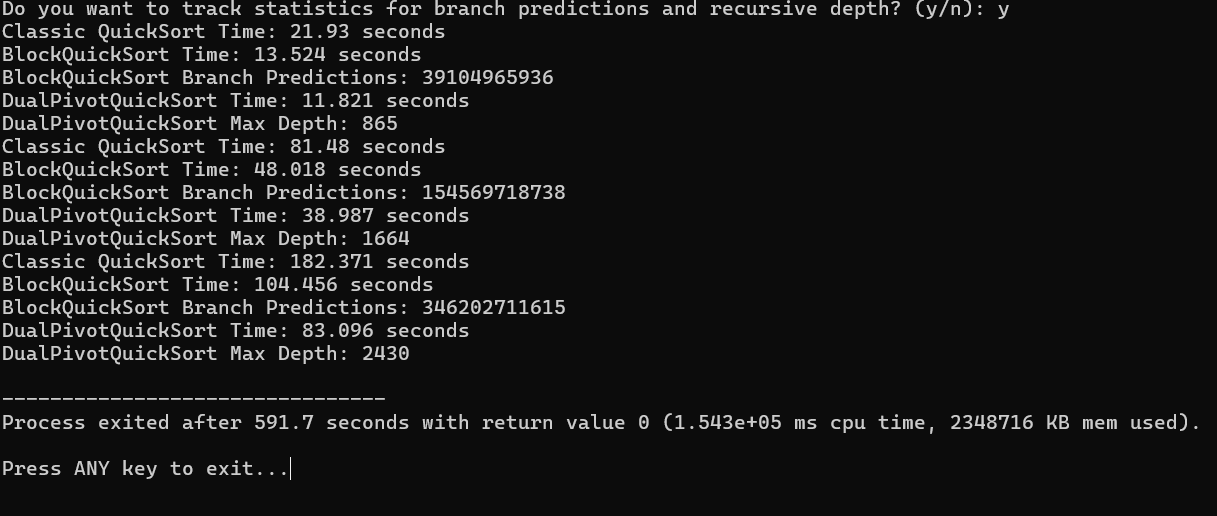 Do you want to track statistics for branch predictions and recursive depth? (y/n): y
Classic QuickSort Time: 21.93 seconds
BlockQuickSort Time: 13.524 seconds
BlockQuickSort Branch Predictions: 39104965936
DualPivotQuickSort Time: 11.821 seconds
DualPivotQuickSort Max Depth: 865
Classic QuickSort Time: 81.48 seconds
BlockQuickSort Time: 48.018 seconds
BlockQuickSort Branch Predictions: 154569718738
DualPivotQuickSort Time: 38.987 seconds
DualPivotQuickSort Max Depth: 1664
Classic QuickSort Time: 182.371 seconds
BlockQuickSort Time: 104.456 seconds
BlockQuickSort Branch Predictions: 346202711615
DualPivotQuickSort Time: 83.096 seconds
DualPivotQuickSort Max Depth: 2430
--------------------------------
Process exited after 591.7 seconds with return value 0 (1.543e+05 ms cpu time, 2348716 KB mem used).
Press ANY key to exit...